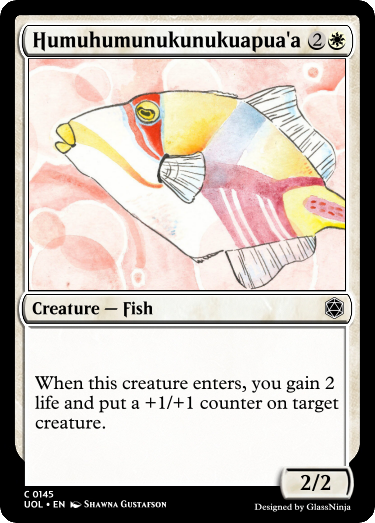 Humuhumunukunukuapua'a 2
Creature — Fish
When this creature enters, you gain 2
life and put a +1/+1 counter on target
creature.
2/2
C 0145
UOL • EN Shawna Gustafson
Designed by GlassNinja